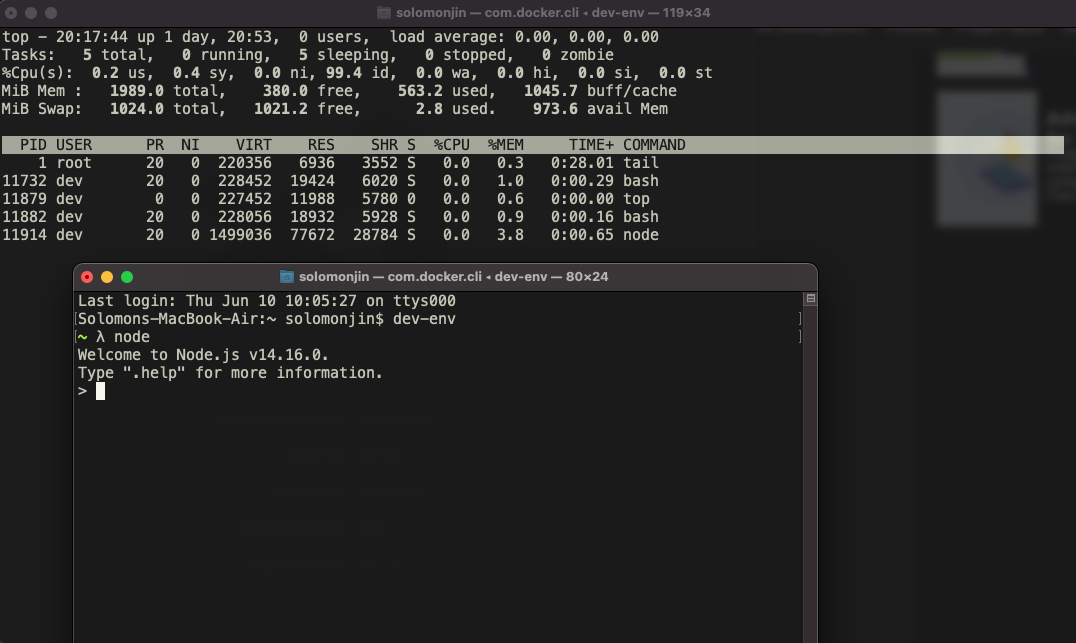 solomonjin — com.docker.cli ◂ dev-env — 119×34
top - 20:17:44 up 1 day, 20:53,  0 users,  load average: 0.00, 0.00, 0.00
Tasks:   5 total,   0 running,   5 sleeping,   0 stopped,   0 zombie
%Cpu(s):  0.2 us,  0.4 sy,  0.0 ni, 99.4 id,  0.0 wa,  0.0 hi,  0.0 si,  0.0 st
MiB Mem :   1989.0 total,    380.0 free,    563.2 used,   1045.7 buff/cache
MiB Swap:   1024.0 total,   1021.2 free,      2.8 used.    973.6 avail Mem
  PID USER      PR  NI    VIRT    RES    SHR S  %CPU  %MEM     TIME+ COMMAND
    1 root      20   0  220356   6936   3552 S   0.0   0.3   0:28.01 tail
11732 dev       20   0  228452  19424   6020 S   0.0   1.0   0:00.29 bash
11879 dev        0   0  227452  11988   5780 0   0.0   0.6   0:00.00 top
11882 dev       20   0  228056  18932   5928 S   0.0   0.9   0:00.16 bash
11914 dev       20   0 1499036  77672  28784 S   0.0   3.8   0:00.65 node
solomonjin — com.docker.cli ◂ dev-env — 80×24
Last login: Thu Jun 10 10:05:27 on ttys000
[Solomons-MacBook-Air:~ solomonjin$ dev-env ]
[~ λ node ]
Welcome to Node.js v14.16.0.
Type ".help" for more information.
>